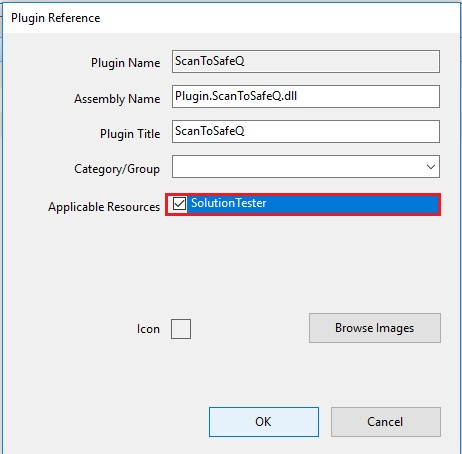 Plugin Reference
Plugin Name ScanToSafeQ
Assembly Name Plugin.ScanToSafeQ.dll
Plugin Title ScanToSafeQ
Category/Group
Applicable Resources SolutionTester
Icon Browse Images
OK Cancel